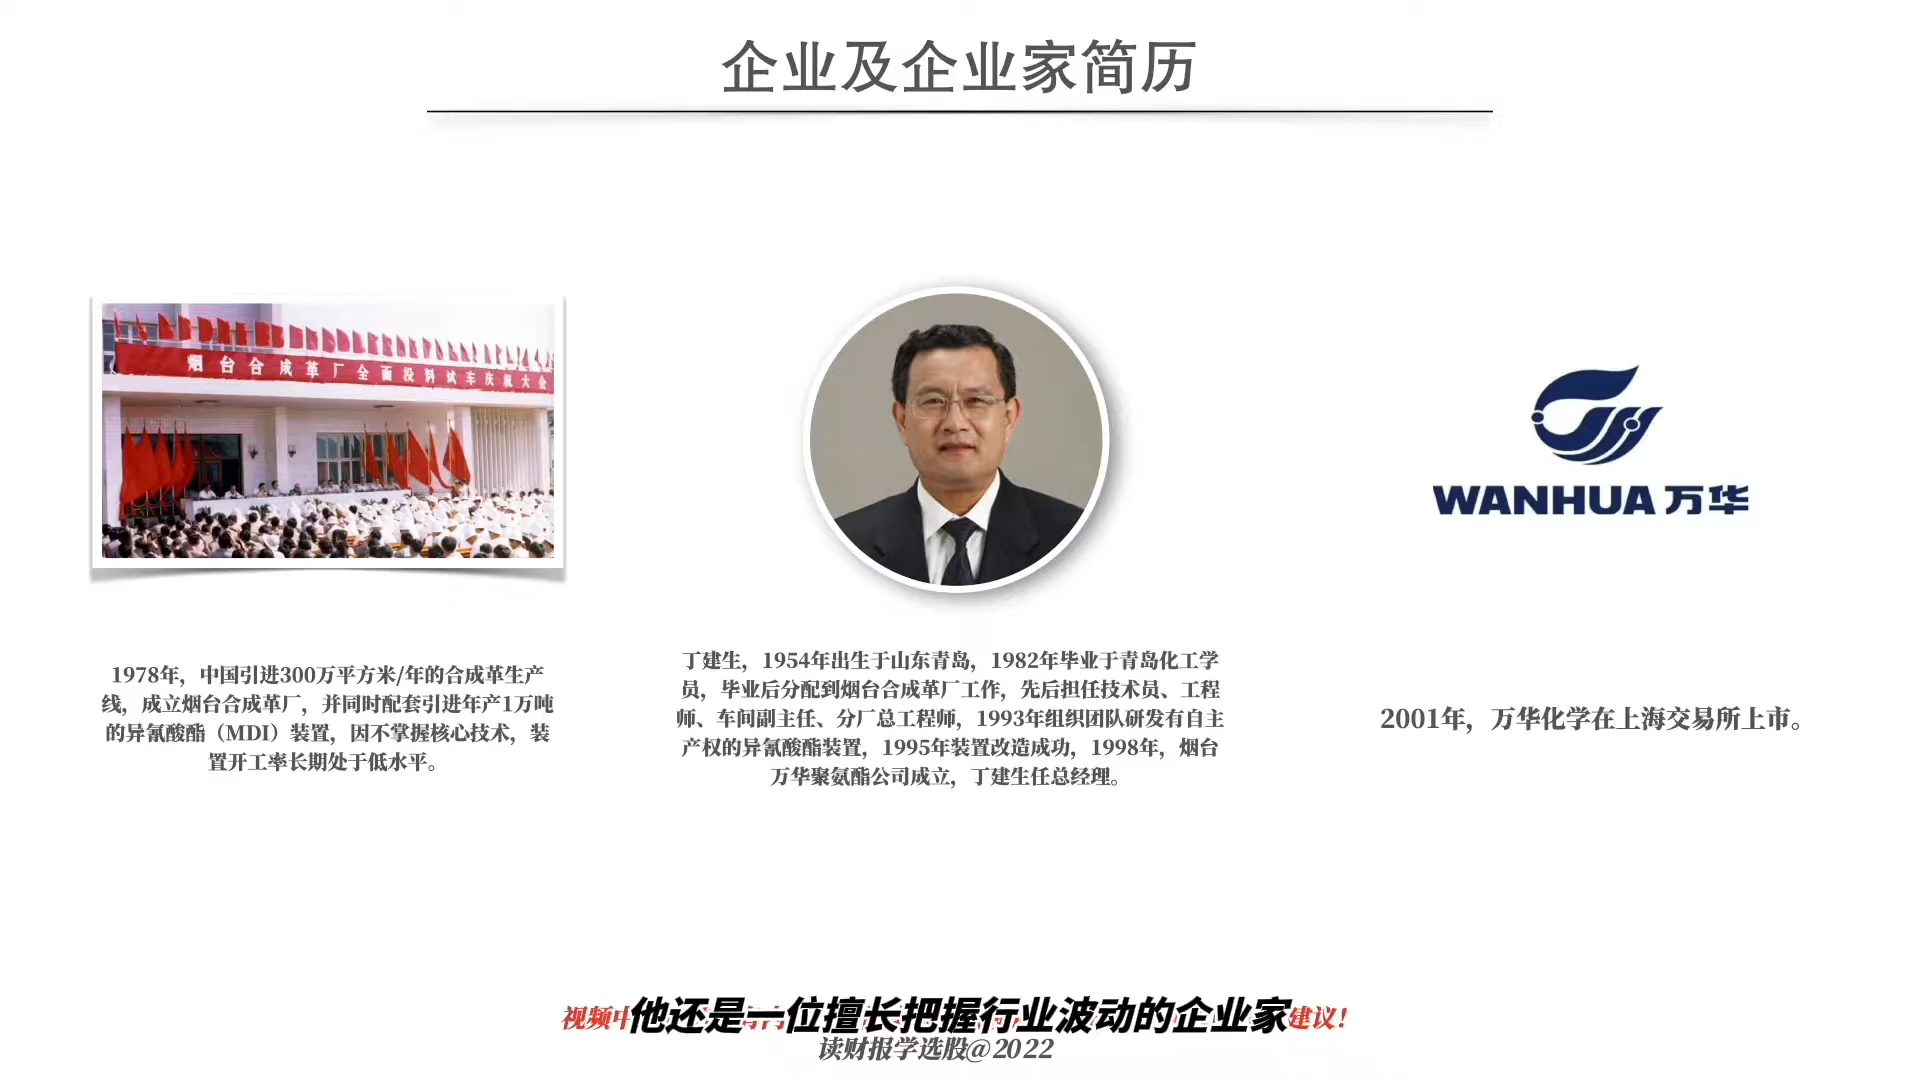 企业及企业家简历
烟台合成革厂全面投料试车庆祝大会
WANHUA 万华
1978年，中国引进300万平方米/年的合成革生产
线，成立烟台合成革厂，并同时配套引进年产1万吨
的异氰酸酯（MDI）装置，因不掌握核心技术，装
置开工率长期处于低水平。
丁建生，1954年出生于山东青岛，1982年毕业于青岛化工学
员，毕业后分配到烟台合成革厂工作，先后担任技术员、工程
师、车间副主任、分厂总工程师，1993年组织团队研发有自主
产权的异氰酸酯装置，1995年装置改造成功，1998年，烟台
万华聚氨酯公司成立，丁建生任总经理。
2001年，万华化学在上海交易所上市。
视频中 建议！
他还是一位擅长把握行业波动的企业家
读财报学选股@2022